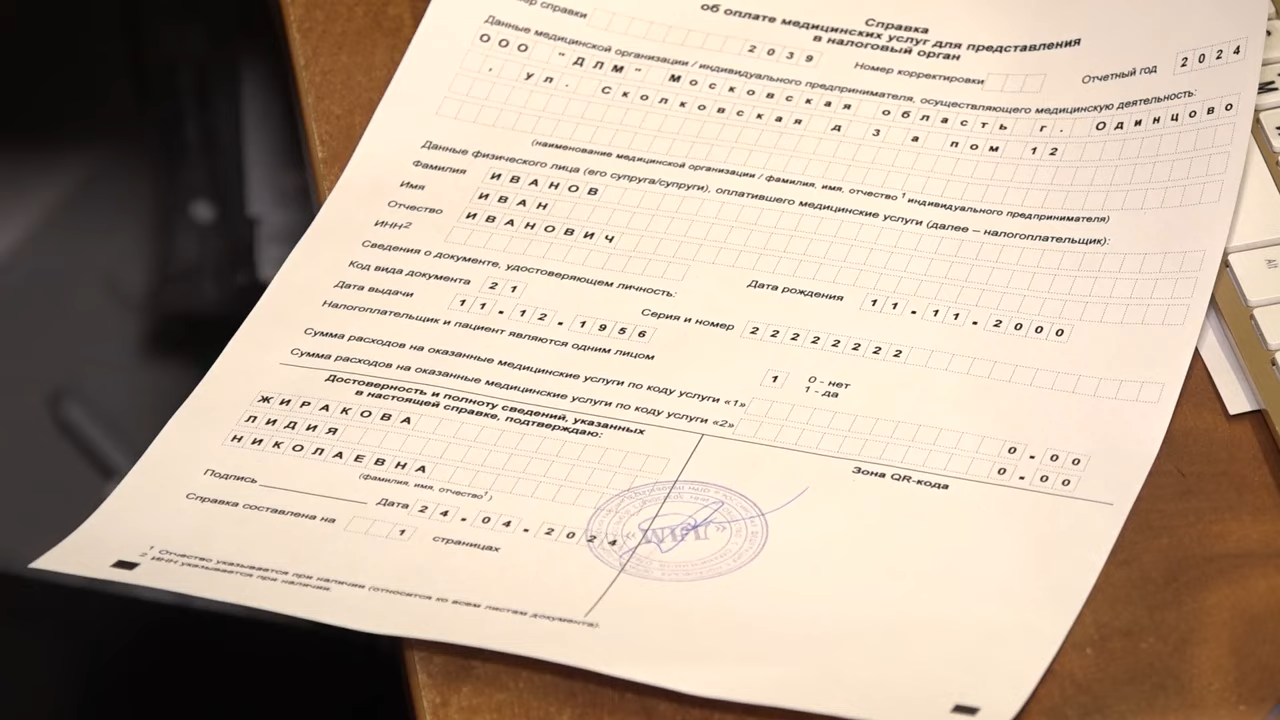 Справка
об оплате медицинских услуг для представления
в налоговый орган
справки 2039 Номер корректировки Отчетный год 2024
Данные медицинской организации / индивидуального предпринимателя, осуществляющего медицинскую деятельность:
ООО "ДЛМ" Московская область г. Одинцово
, ул. Сколковская д 3 а пом 12
(наименование медицинской организации / фамилия, имя, отчество 1 индивидуального предпринимателя)
Данные физического лица (его супруга/супруги), оплатившего медицинские услуги (далее – налогоплательщик):
Фамилия ИВАНОВ
Имя ИВАН
Отчество ИВАНОВИЧ
ИНН2 Дата рождения 11.11.2000
Сведения о документе, удостоверяющем личность:
Код вида документа 21 Серия и номер 22222222
Дата выдачи 11.12.1956
Налогоплательщик и пациент являются одним лицом 1 0 - нет
1 - да
Сумма расходов на оказанные медицинские услуги по коду услуги «1» 0.00
Сумма расходов на оказанные медицинские услуги по коду услуги «2» 0.00
Достоверность и полноту сведений, указанных
в настоящей справке, подтверждаю:
Зона QR-кода
ЖИРАКОВА
ЛИДИЯ
НИКОЛАЕВНА
(фамилия, имя, отчество1)
Подпись Дата 24.04.2024
Справка составлена на 1 страницах
1 Отчество указывается при наличии (относится ко всем листам документа).
2 ИНН указывается при наличии.
Alt